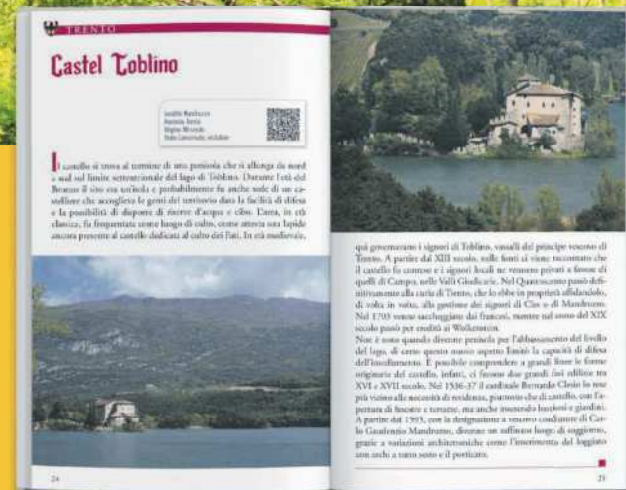 TRENTO
Castel Toblino
Il castello si trova al termine di una penisola che si allunga da nord
a sud sul limite settentrionale del lago di Toblino. Durante l'età del
Bronzo il sito era un'isola e probabilmente fu anche sede di un ca-
stelliere che accoglieva le genti del territorio data la facilità di difesa
e la possibilità di disporre di riserve d'acqua e cibo. L'area, in età
classica, fu frequentata come luogo di culto, come attesta una lapide
ancora presente al castello dedicata al culto dei Fati. In età medievale,
24
qui governarono i signori di Toblino, vassalli del principe vescovo di
Trento. A partire dal XIII secolo, nelle fonti ci viene raccontato che
il castello fu conteso e i signori locali ne vennero privati a favore di
quelli di Campo, nelle Valli Giudicarie. Nel Quattrocento passò defi-
nitivamente alla curia di Trento, che lo ebbe in proprietà affidandolo,
di volta in volta, alla gestione dei signori di Cles o di Madruzzo.
Nel 1703 venne saccheggiato dai francesi, mentre nel corso del XIX
secolo passò per eredità ai Wolkenstein.
Non è noto quando divenne penisola per l'abbassamento del livello
del lago, di certo questo nuovo aspetto limitò la capacità di difesa
dell'insediamento. È possibile comprendere a grandi linee le forme
originarie del castello, infatti, ci furono due grandi fasi edilizie tra
XVI e XVII secolo. Nel 1536-37 il cardinale Bernardo Clesio lo rese
più vicino alle necessità di residenza, piuttosto che di castello, con l'a-
pertura di finestre e terrazze, ma anche inserendo bastioni e giardini.
A partire dal 1593, con la designazione a vescovo coadiutore di Car-
lo Gaudenzio Madruzzo, divenne un raffinato luogo di soggiorno,
grazie a variazioni architettoniche come l'inserimento del loggiato
con archi a tutto sesto e il porticato.
25